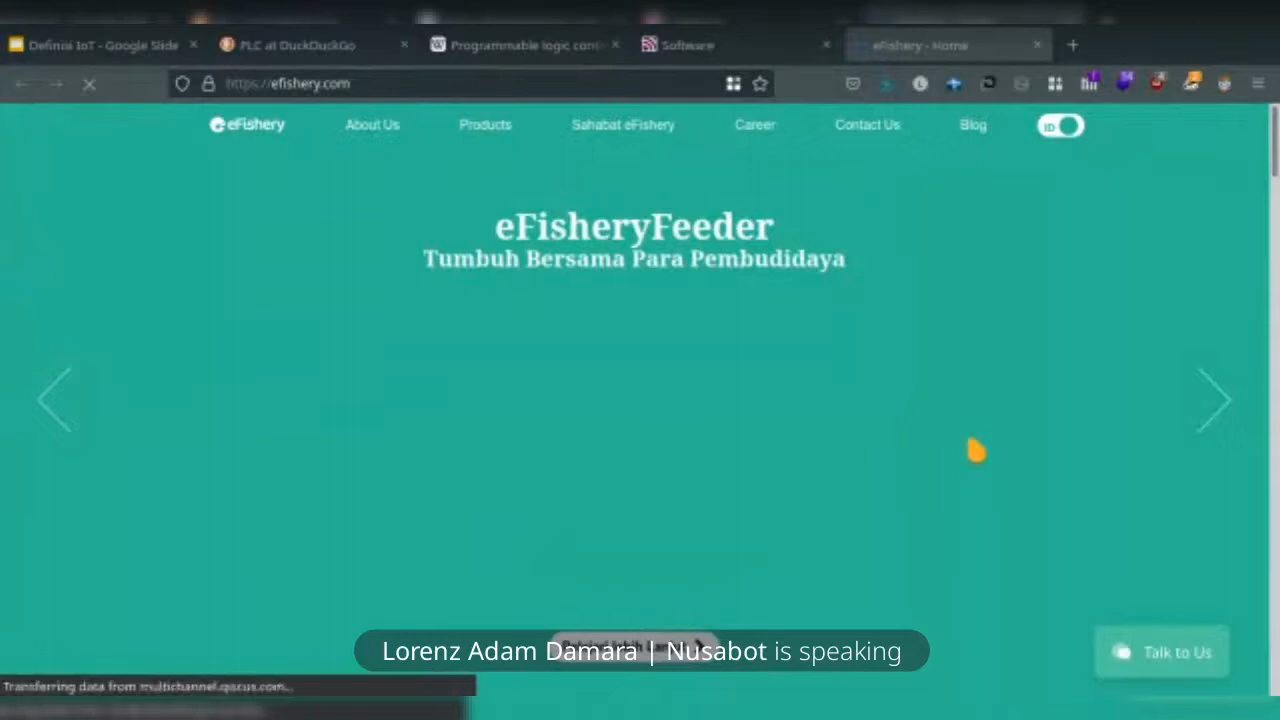 Definisi IoT - Google Slide
PLC at DuckDuckGo
Programmable logic cont
Software
eFishery - Home
https://efishery.com
eFishery
About Us
Products
Sahabat eFishery
Career
Contact Us
Blog
ID
eFisheryFeeder
Tumbuh Bersama Para Pembudidaya
Lorenz Adam Damara | Nusabot is speaking
Talk to Us
Transferring data from multichannel.qiscus.com...